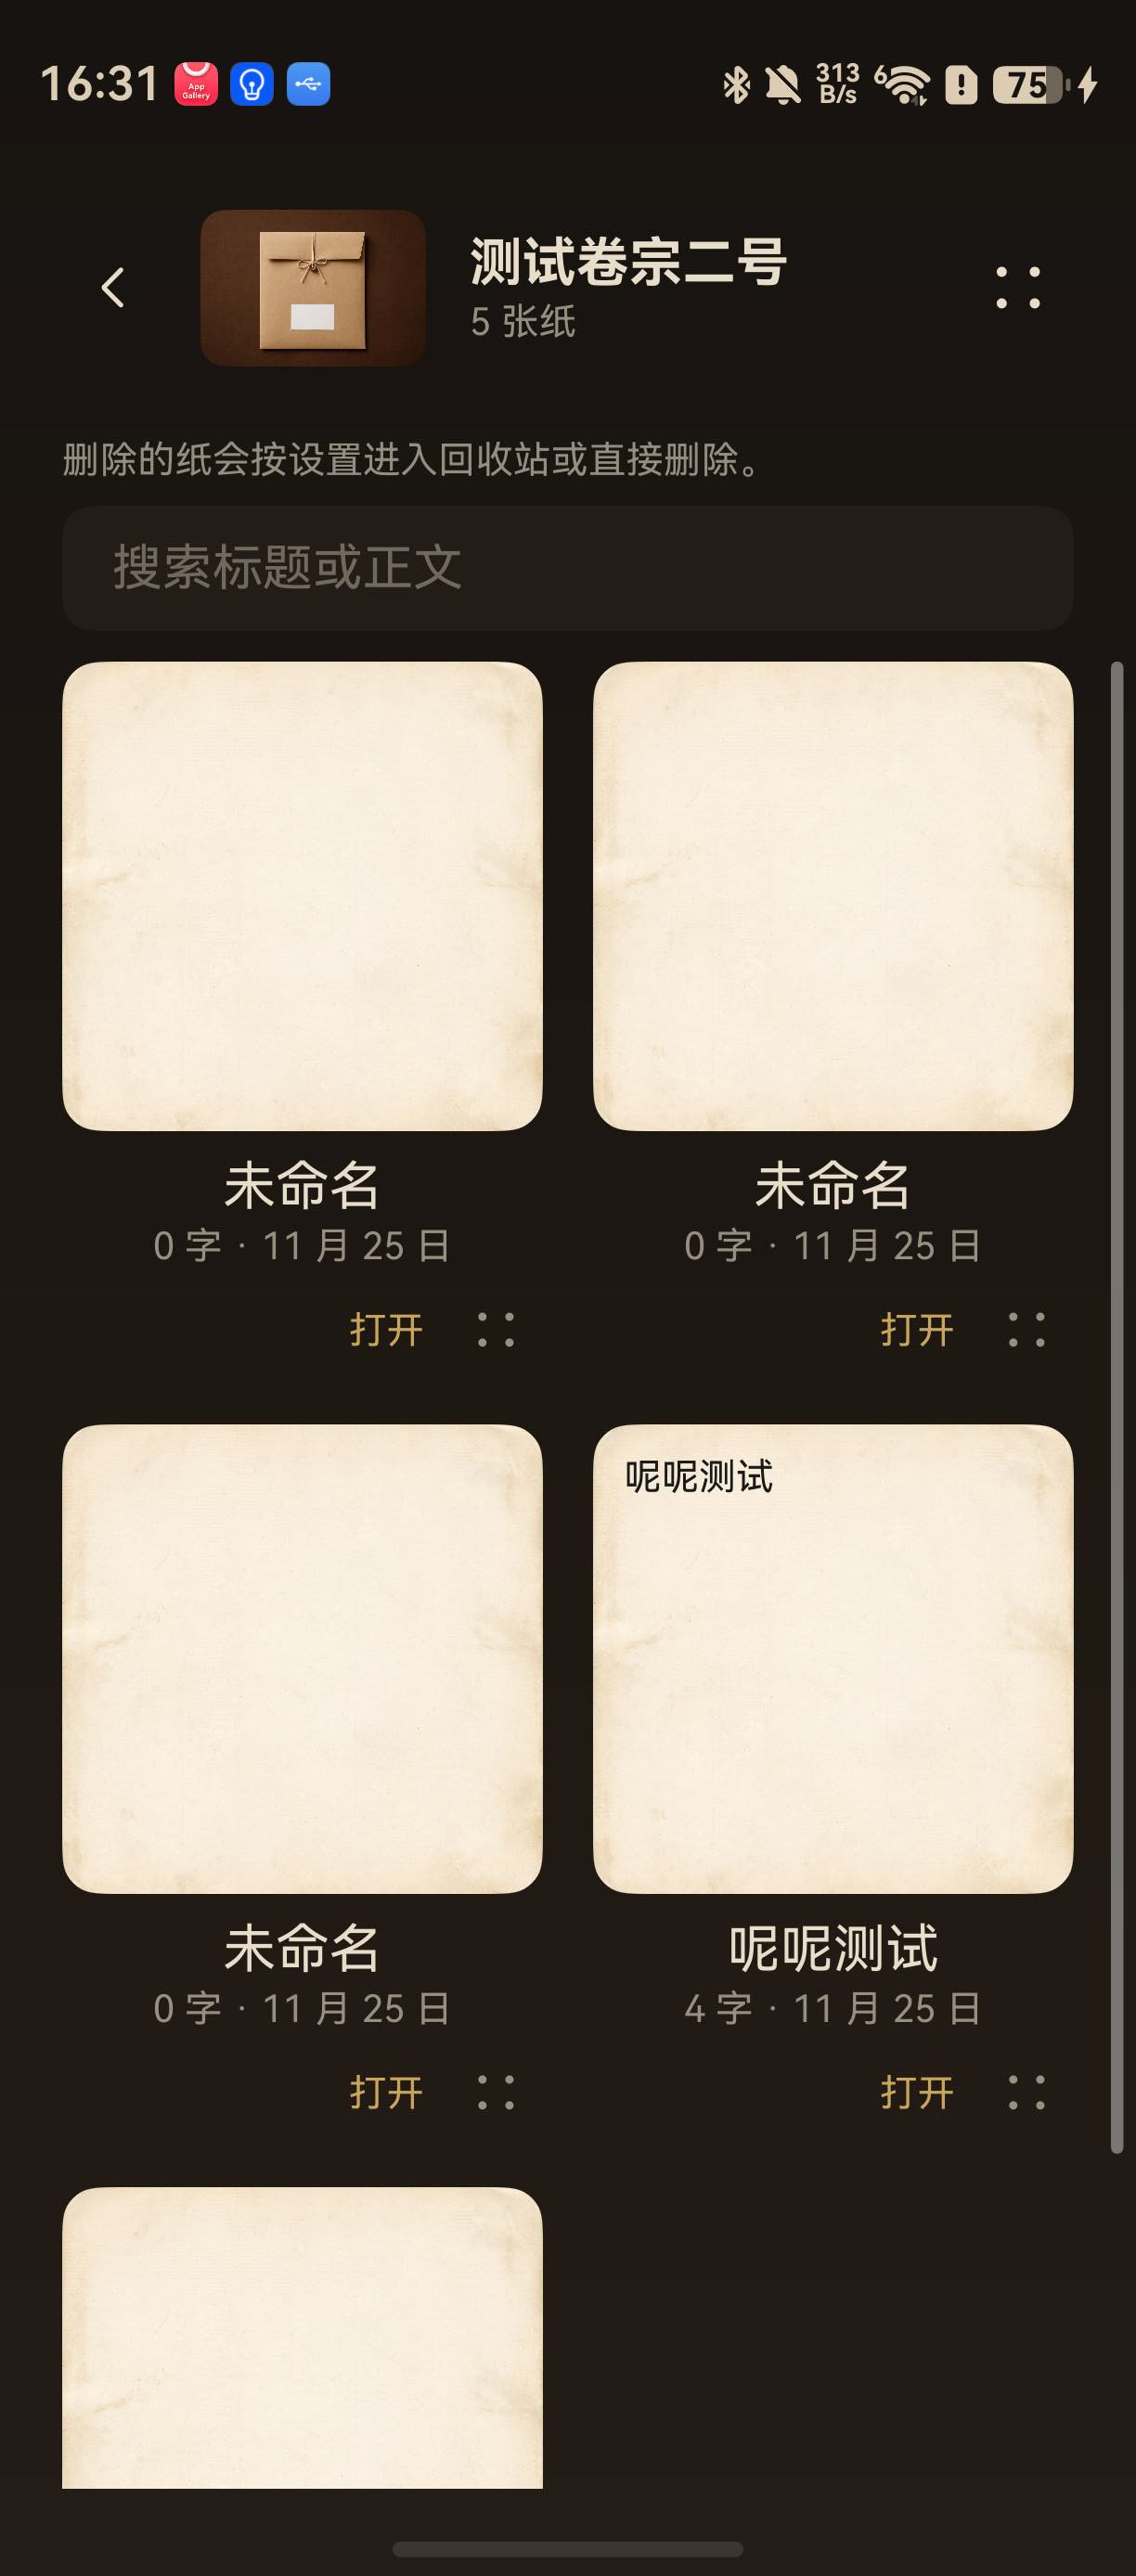 16:31
App
Gallery
313
B/s
6
75
测试卷宗二号
5 张纸
删除的纸会按设置进入回收站或直接删除。
搜索标题或正文
未命名
0 字 · 11 月 25 日
打开
未命名
0 字 · 11 月 25 日
打开
未命名
0 字 · 11 月 25 日
打开
呢呢测试
呢呢测试
4 字 · 11 月 25 日
打开